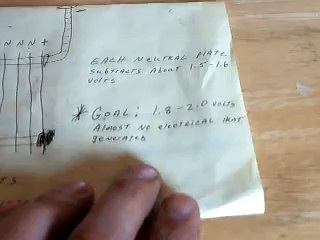 -
N N N N +
EACH NEUTRAL PLATE
SUBTRACTS ABOUT 1.5-1.6
VOLTS
* GOAL: 1.8-2.0 VOLTS
ALMOST NO ELECTRICAL HEAT
GENERATED